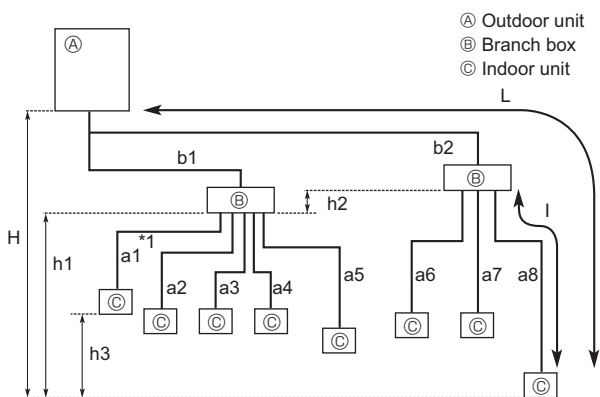 Ⓐ Outdoor unit
Ⓑ Branch box
Ⓒ Indoor unit
Ⓐ
L
b1
b2
Ⓑ
Ⓑ
h2
l
H
h1
a1
*1
a2
a3
a4
a5
a6
a7
a8
Ⓒ
Ⓒ
Ⓒ
Ⓒ
Ⓒ
Ⓒ
Ⓒ
h3
Ⓒ